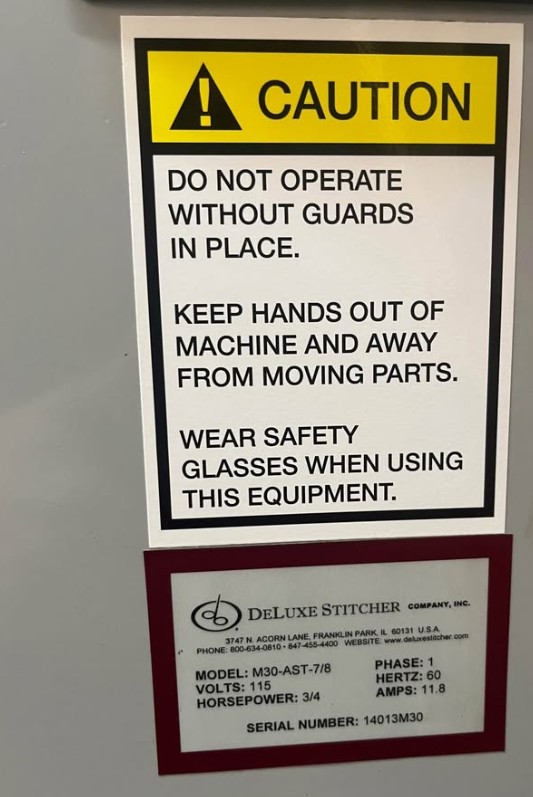 CAUTION
DO NOT OPERATE
WITHOUT GUARDS
IN PLACE.
KEEP HANDS OUT OF
MACHINE AND AWAY
FROM MOVING PARTS.
WEAR SAFETY
GLASSES WHEN USING
THIS EQUIPMENT.
DELUXE STITCHER COMPANY, INC.
3747 N. ACORN LANE, FRANKLIN PARK, IL 60131 U.S.A.
PHONE: 800-634-0810 • 847-455-4400 WEBSITE: www.deluxestitcher.com
MODEL: M30-AST-7/8 PHASE: 1
VOLTS: 115 HERTZ: 60
HORSEPOWER: 3/4 AMPS: 11.8
SERIAL NUMBER: 14013M30